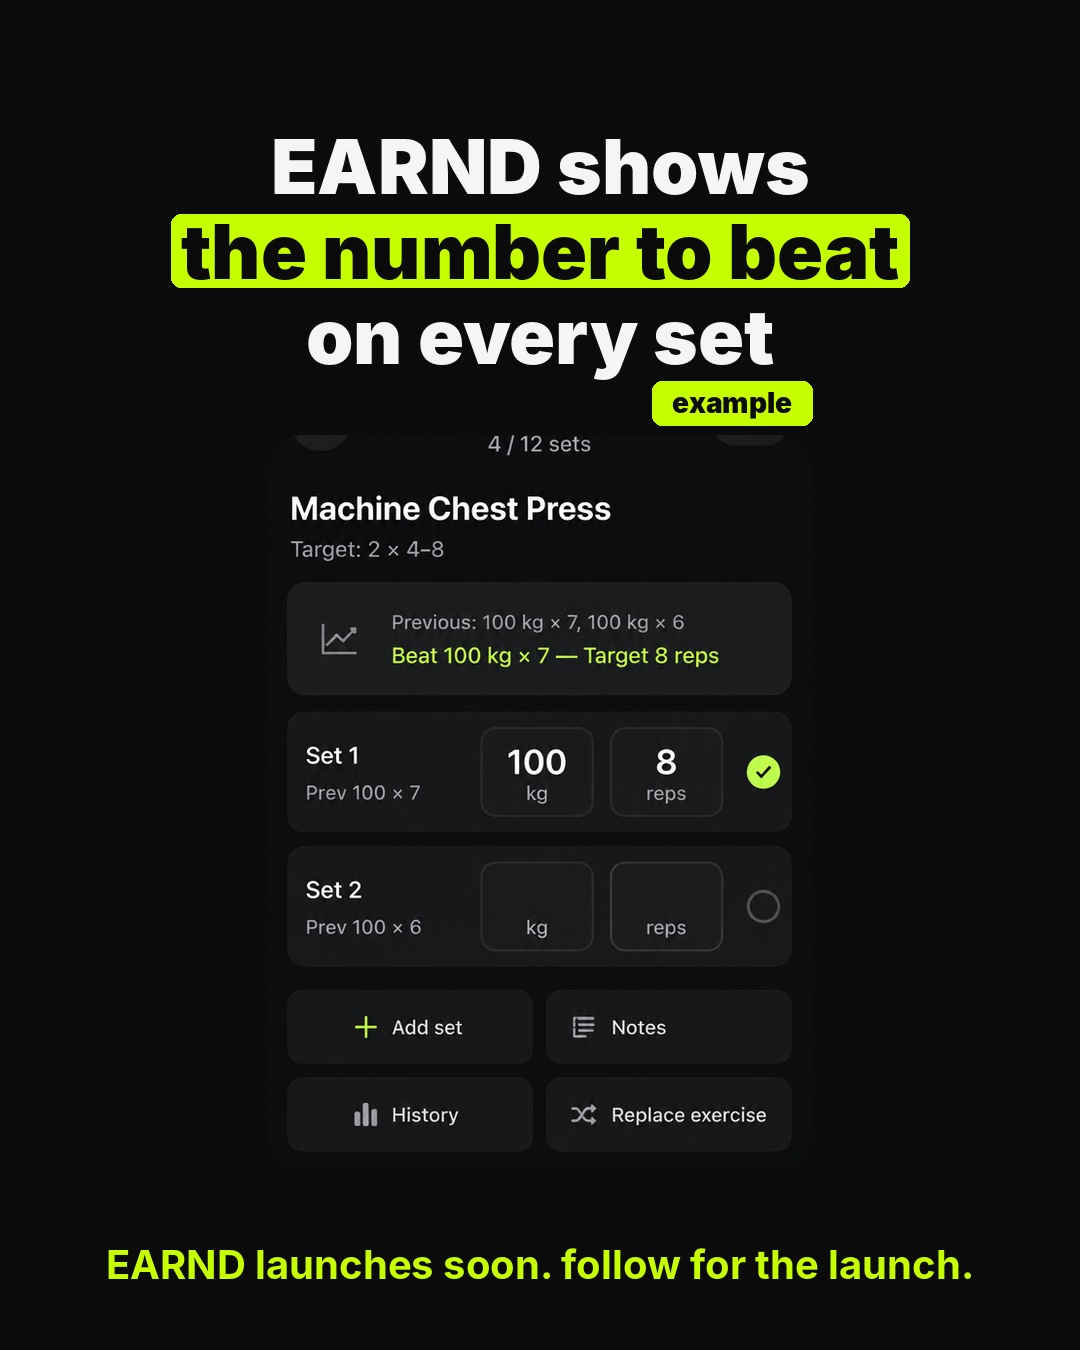 EARND shows
the number to beat
on every set
example
4 / 12 sets
Machine Chest Press
Target: 2 × 4–8
Previous: 100 kg × 7, 100 kg × 6
Beat 100 kg × 7 — Target 8 reps
Set 1
Prev 100 × 7
100
kg
8
reps
Set 2
Prev 100 × 6
kg
reps
Add set
Notes
History
Replace exercise
EARND launches soon. follow for the launch.